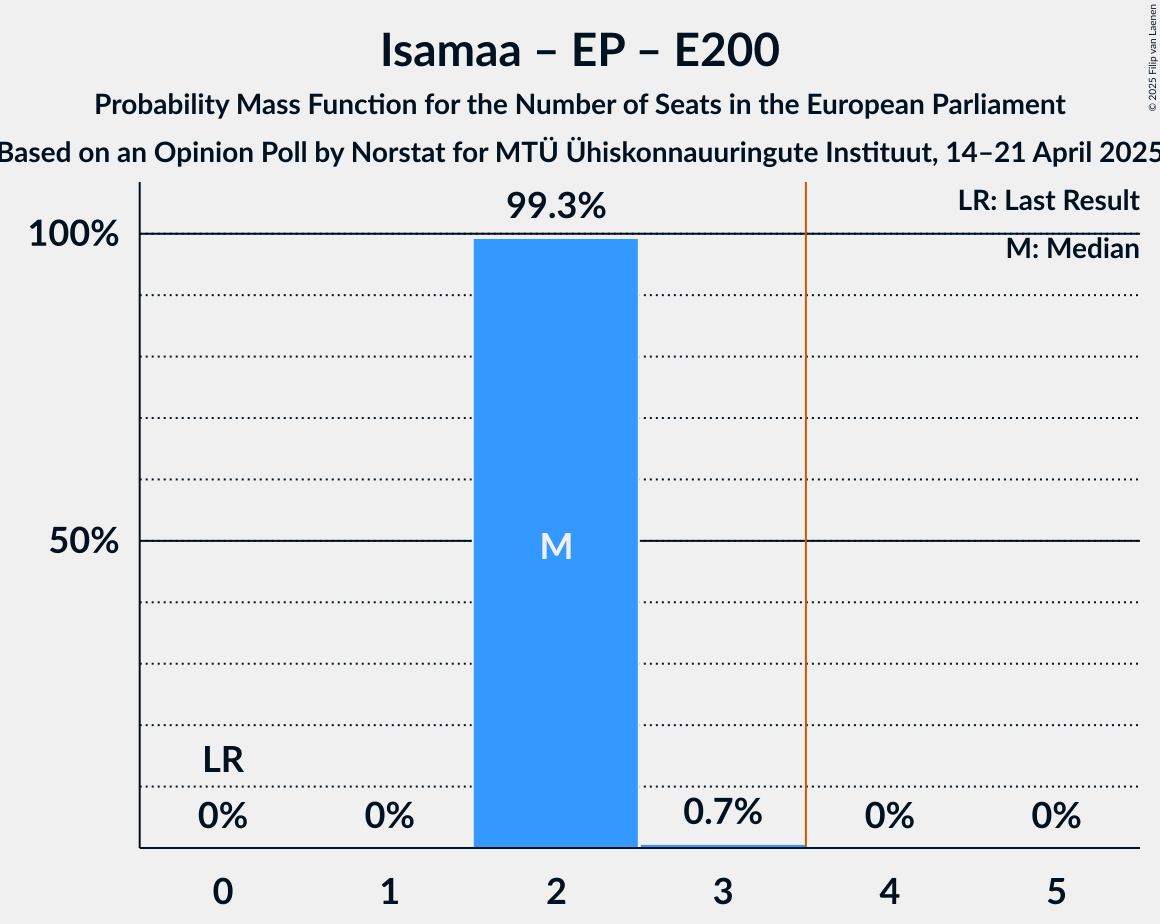 Isamaa – EP – E200
Probability Mass Function for the Number of Seats in the European Parliament
Based on an Opinion Poll by Norstat for MTÜ Ühiskonnauuringute Instituut, 14–21 April 2025
© 2025 Filip van Laenen
LR: Last Result
M: Median
99.3%
100%
50%
M
LR
0%
0%
0.7%
0%
0%
0
1
2
3
4
5